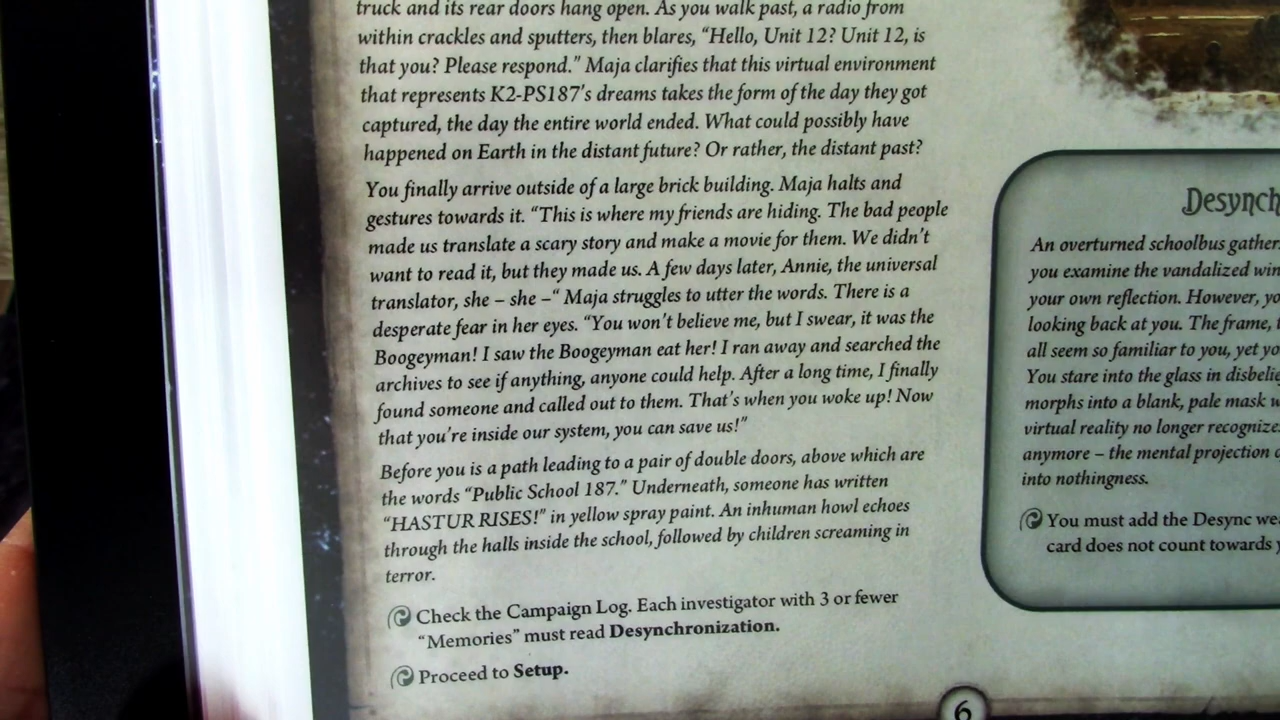 truck and its rear doors hang open. As you walk past, a radio from
within crackles and sputters, then blares, “Hello, Unit 12? Unit 12, is
that you? Please respond.” Maja clarifies that this virtual environment
that represents K2-PS187’s dreams takes the form of the day they got
captured, the day the entire world ended. What could possibly have
happened on Earth in the distant future? Or rather, the distant past?
You finally arrive outside of a large brick building. Maja halts and
gestures towards it. “This is where my friends are hiding. The bad people
made us translate a scary story and make a movie for them. We didn’t
want to read it, but they made us. A few days later, Annie, the universal
translator, she – she –“ Maja struggles to utter the words. There is a
desperate fear in her eyes. “You won’t believe me, but I swear, it was the
Boogeyman! I saw the Boogeyman eat her! I ran away and searched the
archives to see if anything, anyone could help. After a long time, I finally
found someone and called out to them. That’s when you woke up! Now
that you’re inside our system, you can save us!”
Before you is a path leading to a pair of double doors, above which are
the words “Public School 187.” Underneath, someone has written
“HASTUR RISES!” in yellow spray paint. An inhuman howl echoes
through the halls inside the school, followed by children screaming in
terror.
Check the Campaign Log. Each investigator with 3 or fewer
“Memories” must read Desynchronization.
Proceed to Setup.
6
Desynch
An overturned schoolbus gather
you examine the vandalized win
your own reflection. However, yo
looking back at you. The frame, t
all seem so familiar to you, yet yo
You stare into the glass in disbelie
morphs into a blank, pale mask w
virtual reality no longer recognize
anymore – the mental projection o
into nothingness.
You must add the Desync we
card does not count towards y